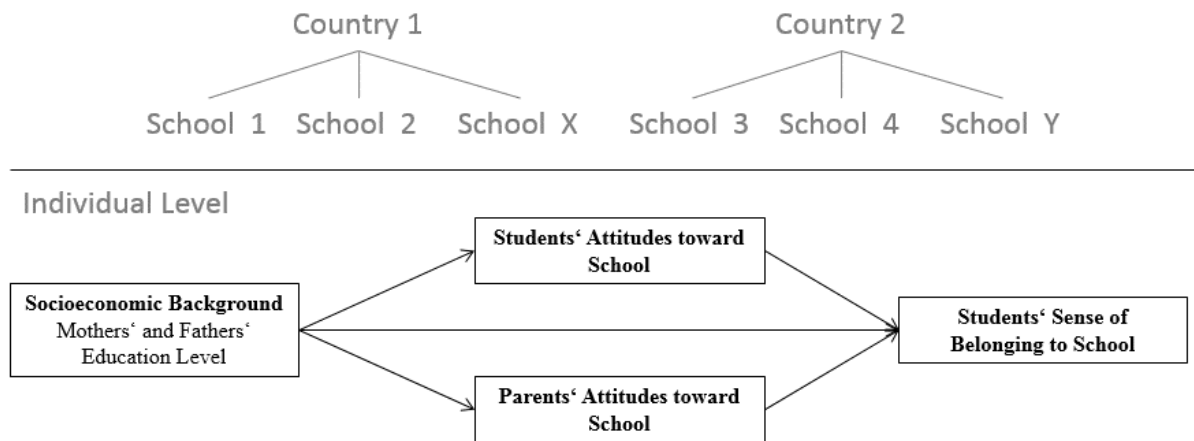 Country 1
Country 2
School 1
School 2
School X
School 3
School 4
School Y
Individual Level
Students‘ Attitudes toward
School
Socioeconomic Background
Mothers‘ and Fathers‘
Education Level
Students‘ Sense of
Belonging to School
Parents‘ Attitudes toward
School